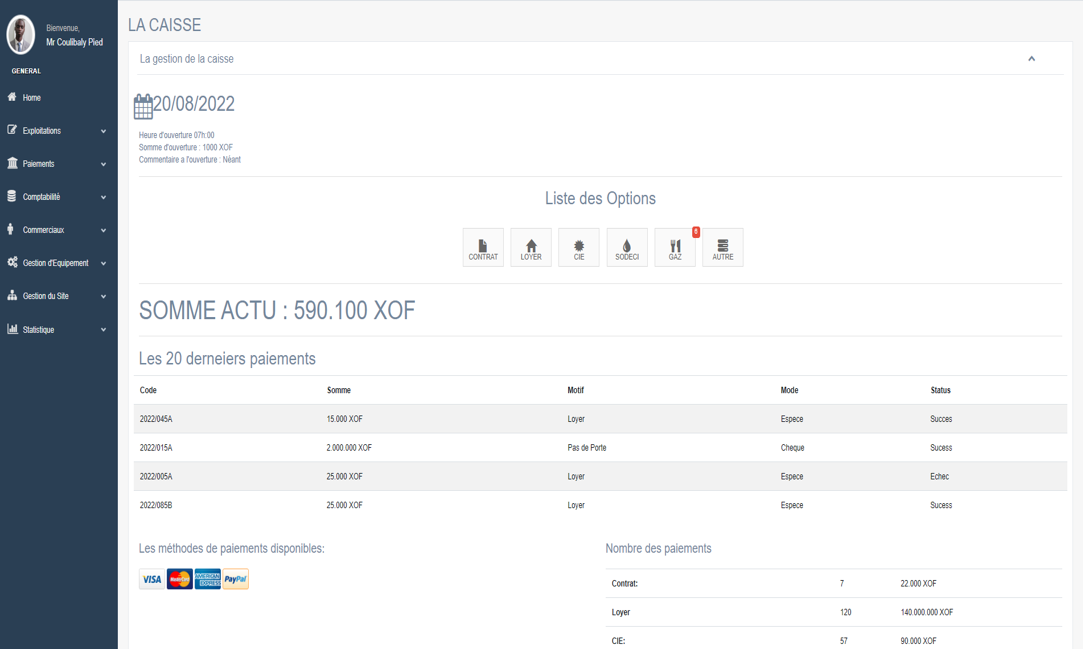 Bienvenue,
Mr Coulibaly Pied
GENERAL
Home
Exploitations
Paiements
Comptabilité
Commerciaux
Gestion d'Equipement
Gestion du Site
Statistique
LA CAISSE
La gestion de la caisse
20/08/2022
Heure d'ouverture 07h:00
Somme d'ouverture : 1000 XOF
Commentaire a l'ouverture : Néant
Liste des Options
CONTRAT LOYER CIE SODECI GAZ AUTRE
SOMME ACTU : 590.100 XOF
Les 20 derneiers paiements
Code Somme Motif Mode Status
2022/045A 15.000 XOF Loyer Espece Succes
2022/015A 2.000.000 XOF Pas de Porte Cheque Sucess
2022/005A 25.000 XOF Loyer Espece Echec
2022/085B 25.000 XOF Loyer Espece Sucess
Les méthodes de paiements disponibles:
VISA MasterCard AMERICAN EXPRESS PayPal
Nombre des paiements
Contrat: 7 22.000 XOF
Loyer 120 140.000.000 XOF
CIE: 57 90.000 XOF